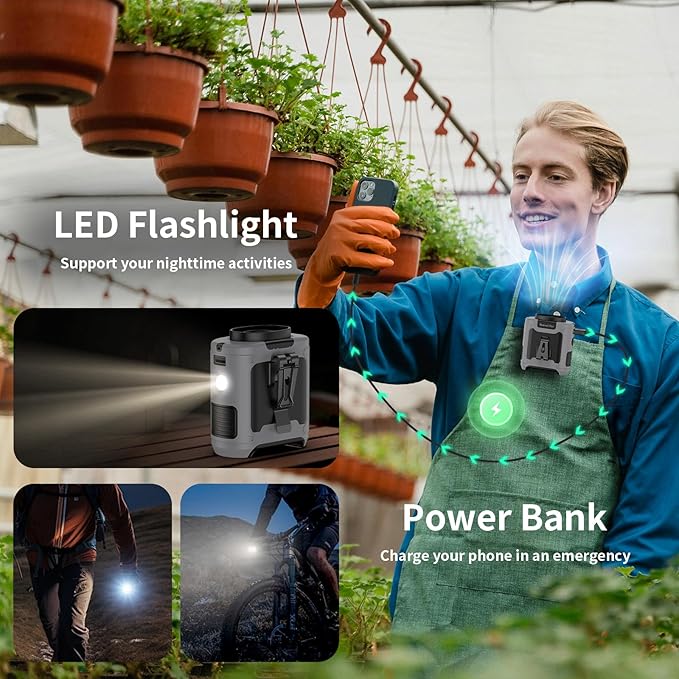 LED Flashlight
Support your nighttime activities
Power Bank
Charge your phone in an emergency